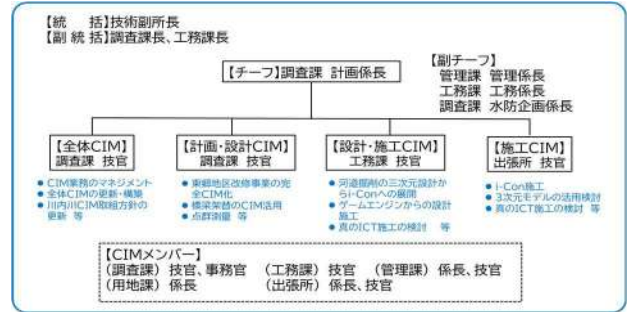 【統　括】技術副所長
【副 統 括】調査課長、工務課長
【チーフ】調査課 計画係長
【副チーフ】
管理課 管理係長
工務課 工務係長
調査課 水防企画係長
【全体CIM】
調査課 技官
● CIM業務のマネジメント
● 全体CIMの更新・構築
● 川内川CIM取組方針の
更新 等
【計画・設計CIM】
調査課 技官
● 東郷地区改修事業の完
全CIM化
● 橋梁架替のCIM活用
● 点群測量 等
【設計・施工CIM】
工務課 技官
● 河道掘削の三次元設計か
らi-Conへの展開
● ゲームエンジンからの設計
施工
● 真のICT施工の検討 等
【施工CIM】
出張所 技官
● i-Con施工
● 3次元モデルの活用検討
● 真のICT施工の検討 等
【CIMメンバー】
（調査課）技官、事務官　（工務課）技官　（管理課）係長、技官
（用地課）係長　（出張所）係長、技官